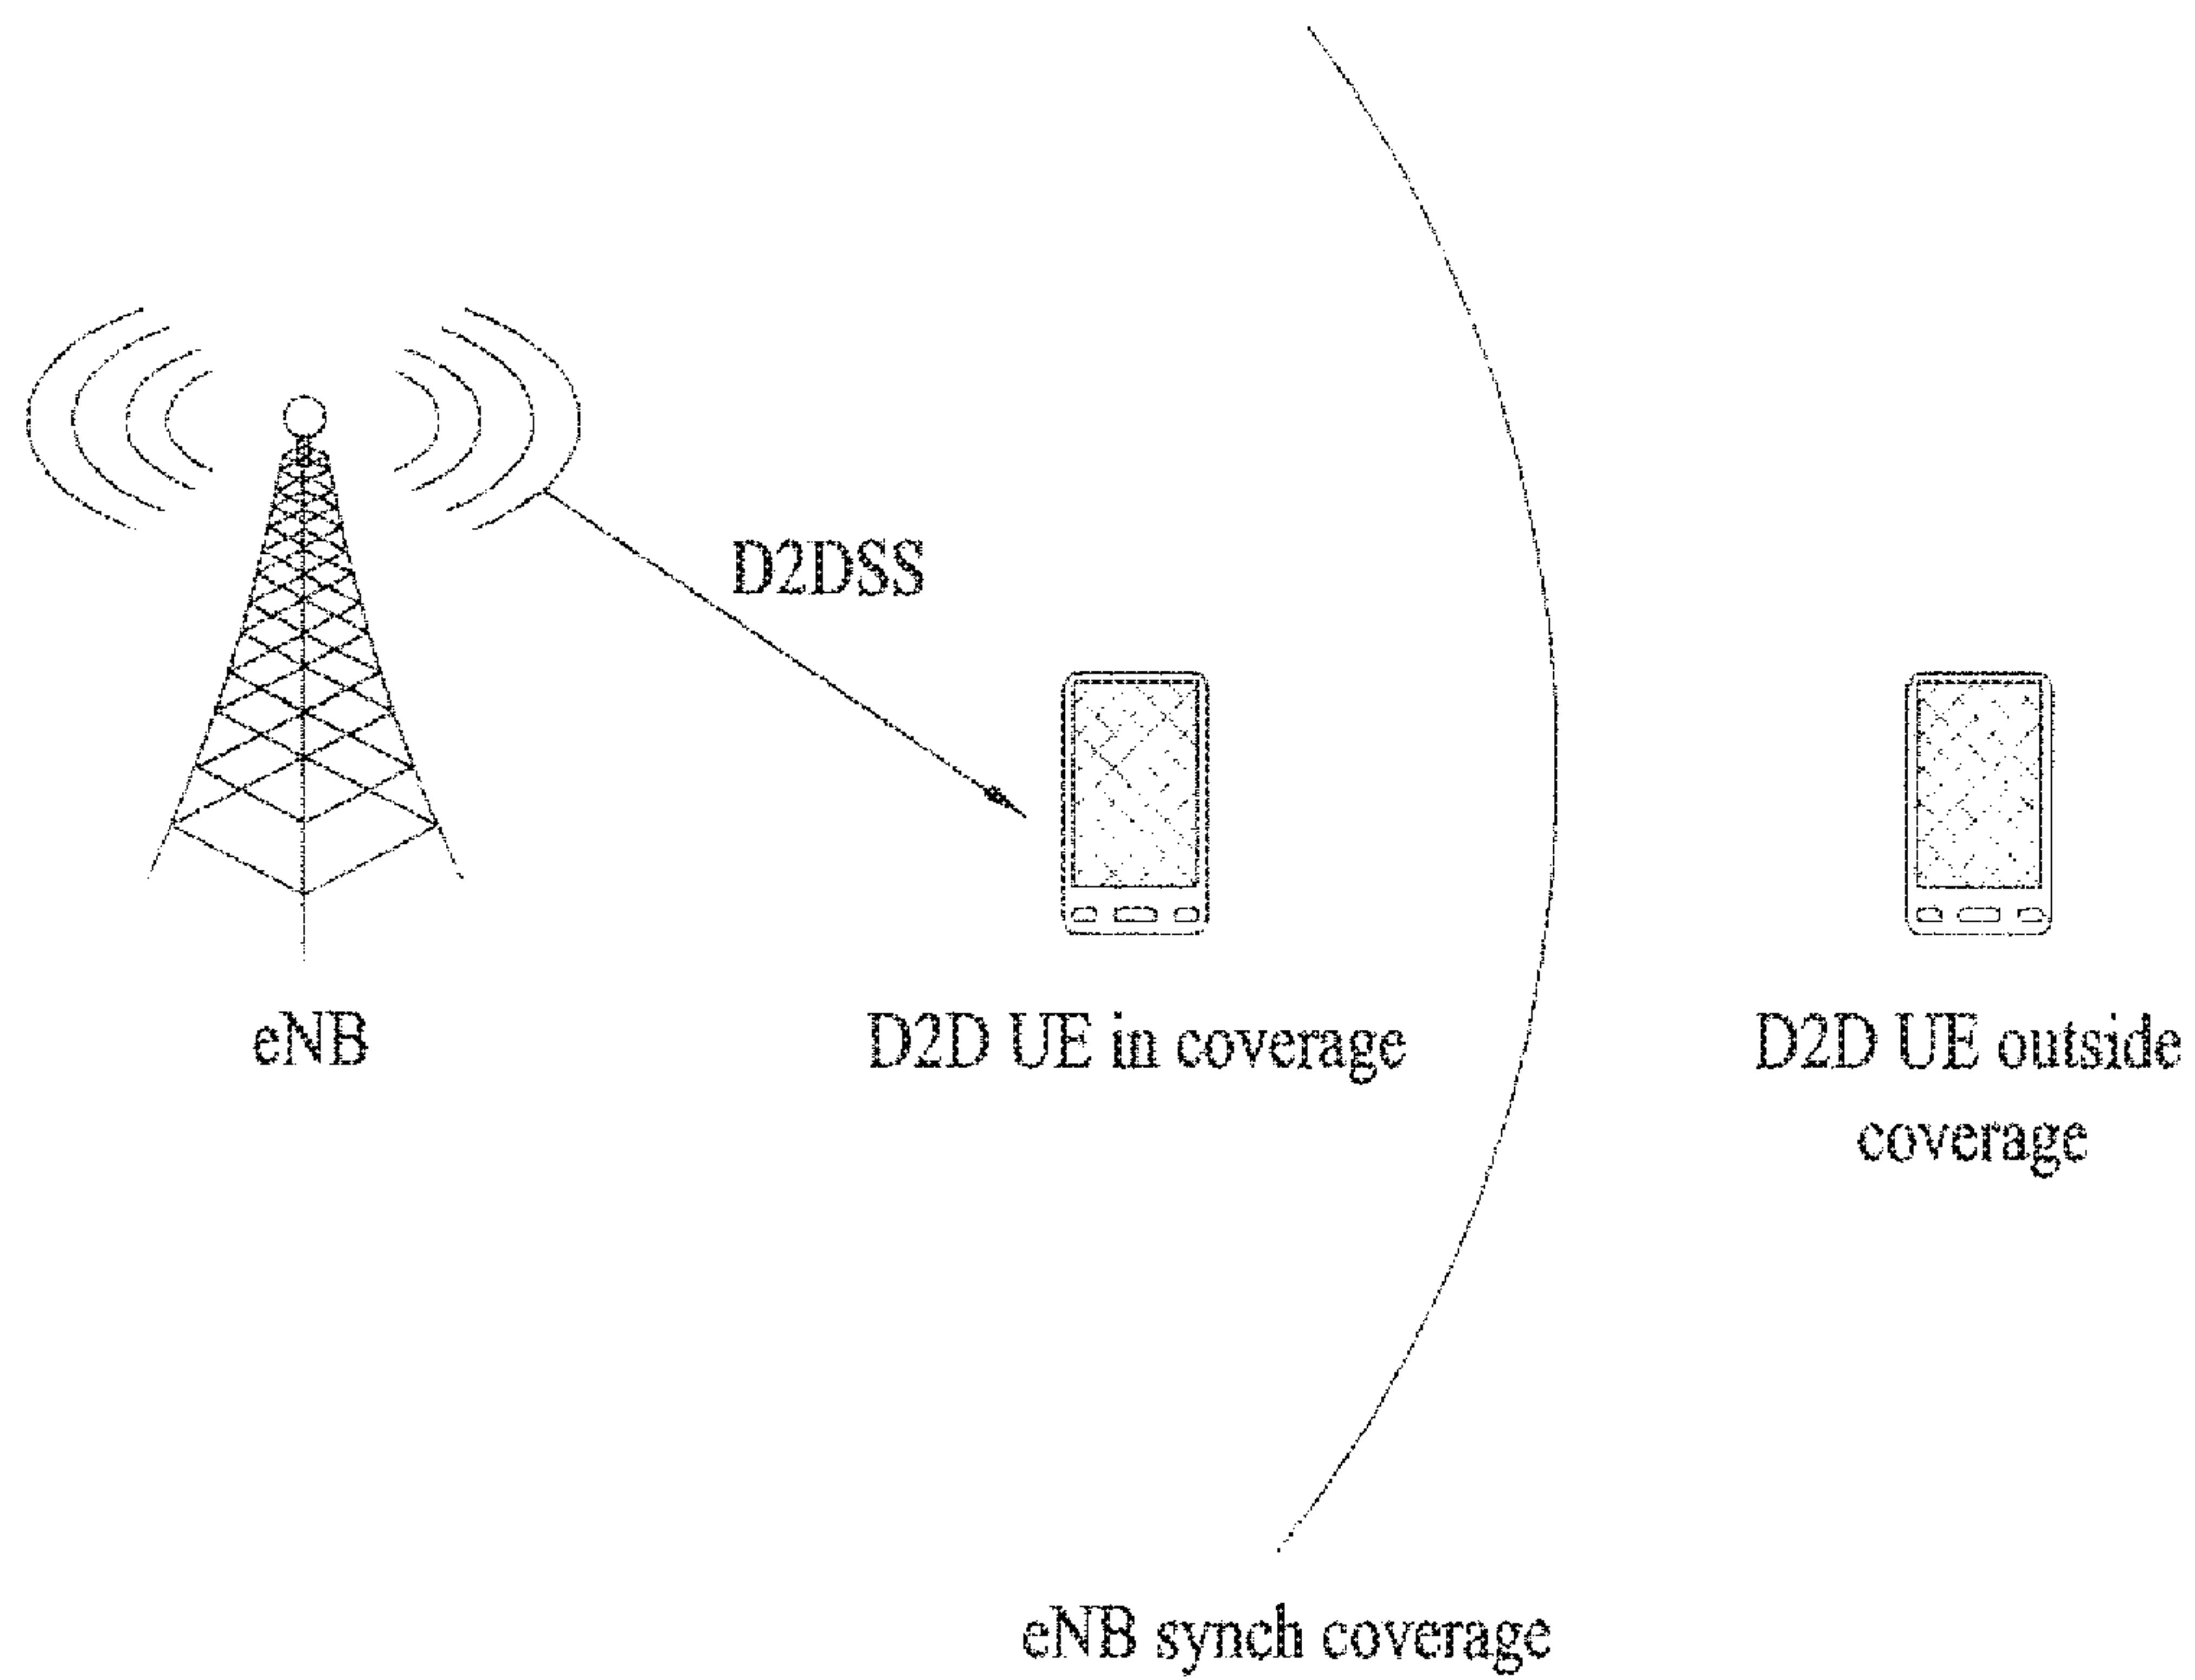 D2DSS
eNB
D2D UE in coverage
D2D UE outside
coverage
eNB synch coverage